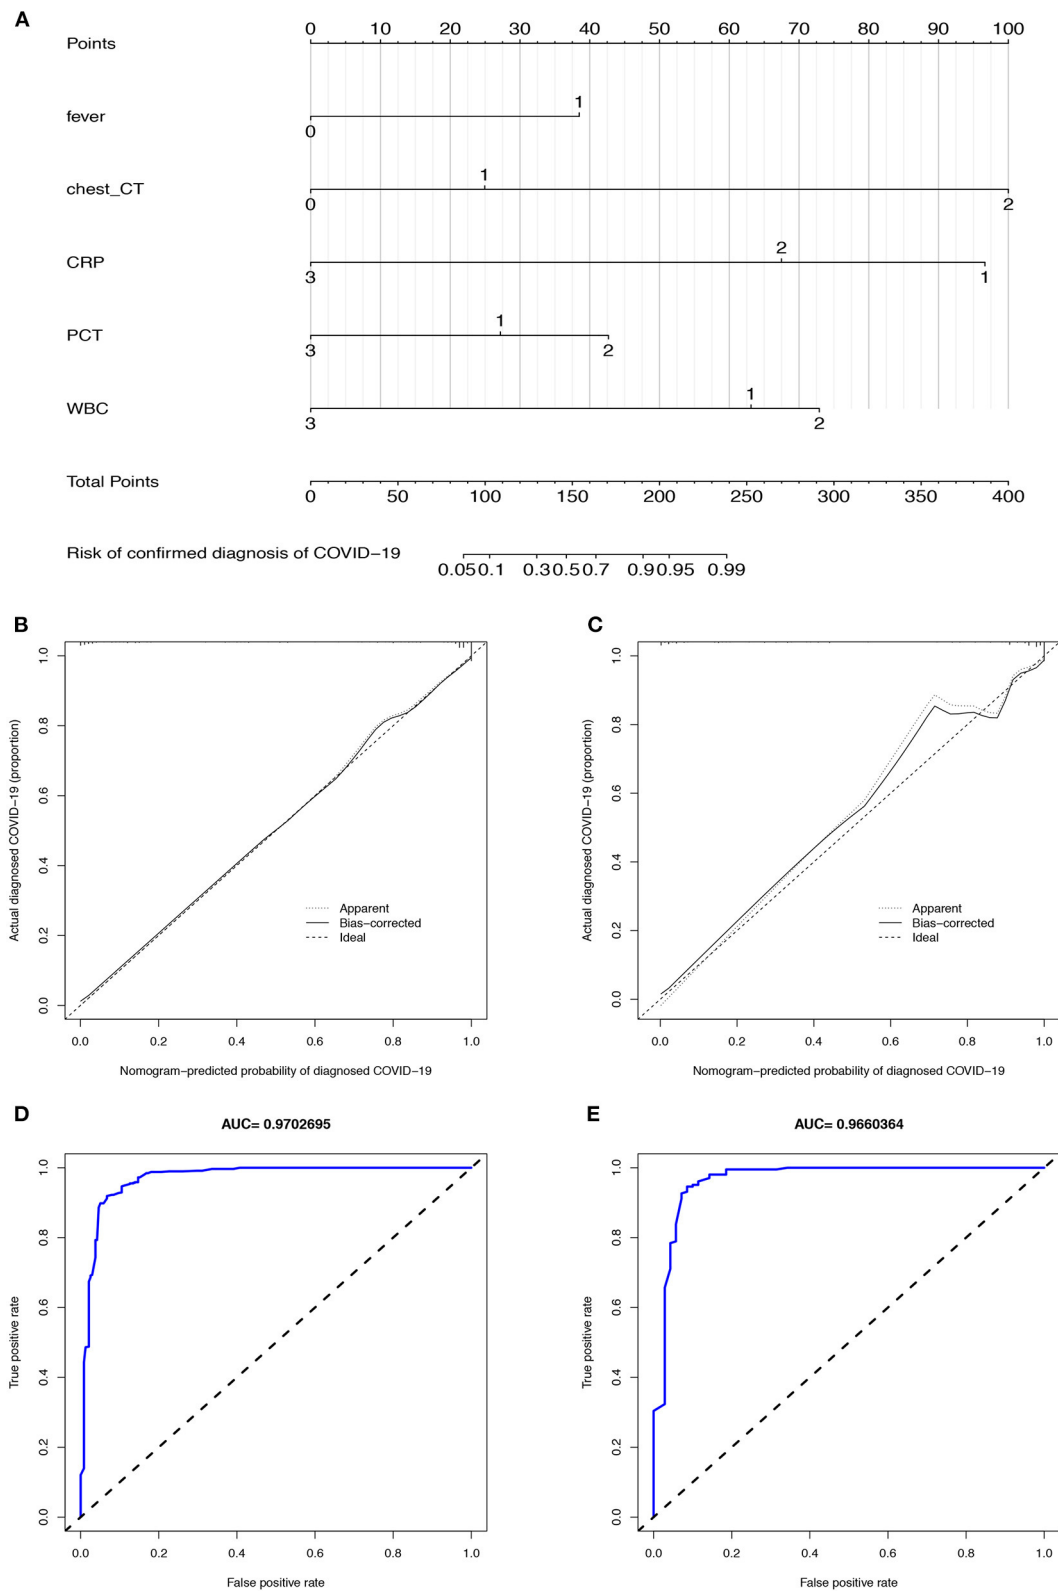 A
Points
0 10 20 30 40 50 60 70 80 90 100
fever
1
0
chest_CT
1
0 2
CRP
2
3 1
PCT
1
3 2
WBC
1
3 2
Total Points
0 50 100 150 200 250 300 350 400
Risk of confirmed diagnosis of COVID−19
0.05 0.1 0.3 0.5 0.7 0.9 0.95 0.99
B
Actual diagnosed COVID−19 (proportion)
0.0 0.2 0.4 0.6 0.8 1.0
Apparent
Bias−corrected
Ideal
0.0 0.2 0.4 0.6 0.8 1.0
Nomogram−predicted probability of diagnosed COVID−19
C
Actual diagnosed COVID−19 (proportion)
0.0 0.2 0.4 0.6 0.8 1.0
Apparent
Bias−corrected
Ideal
0.0 0.2 0.4 0.6 0.8 1.0
Nomogram−predicted probability of diagnosed COVID−19
D
AUC= 0.9702695
True positive rate
0.0 0.2 0.4 0.6 0.8 1.0
0.0 0.2 0.4 0.6 0.8 1.0
False positive rate
E
AUC= 0.9660364
True positive rate
0.0 0.2 0.4 0.6 0.8 1.0
0.0 0.2 0.4 0.6 0.8 1.0
False positive rate